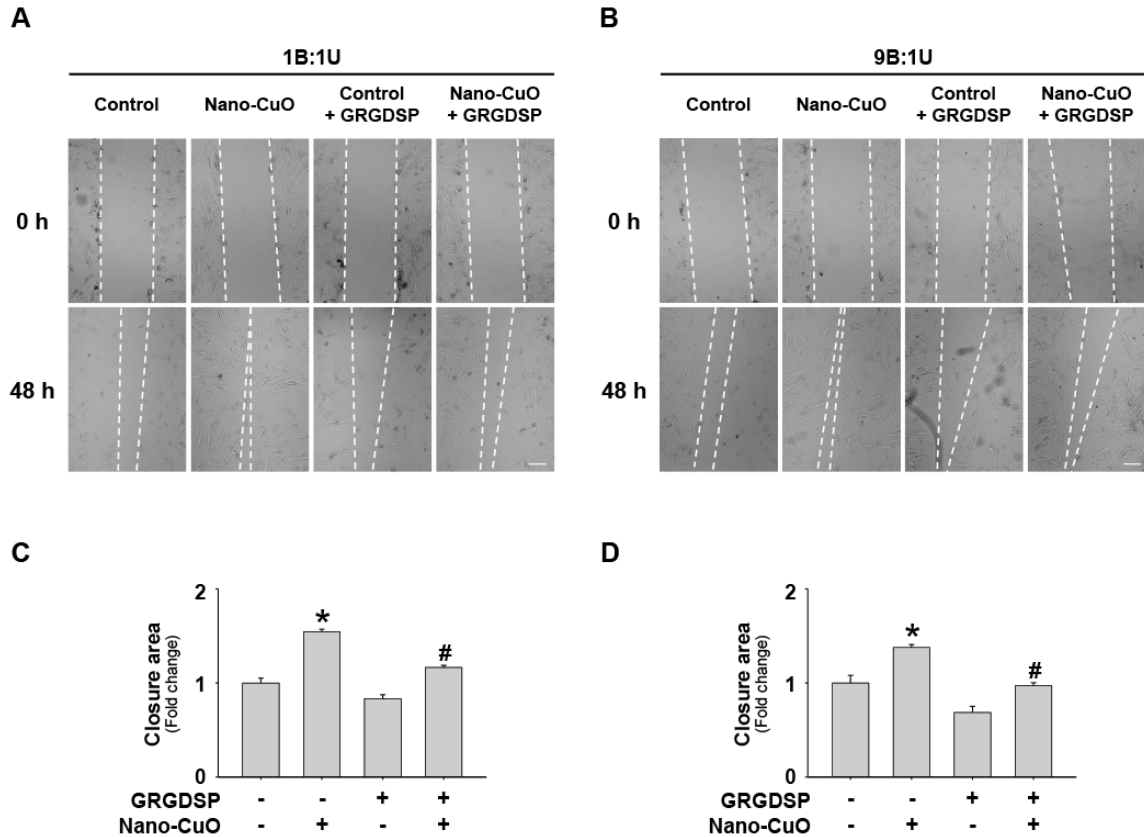 A
B
1B:1U
9B:1U
Control
Nano-CuO
Control
+ GRGDSP
Nano-CuO
+ GRGDSP
Control
Nano-CuO
Control
+ GRGDSP
Nano-CuO
+ GRGDSP
0 h
0 h
48 h
48 h
C
D
2
1
0
Closure area
(Fold change)
*
#
GRGDSP - - + +
Nano-CuO - + - +
2
1
0
Closure area
(Fold change)
*
#
GRGDSP - - + +
Nano-CuO - + - +